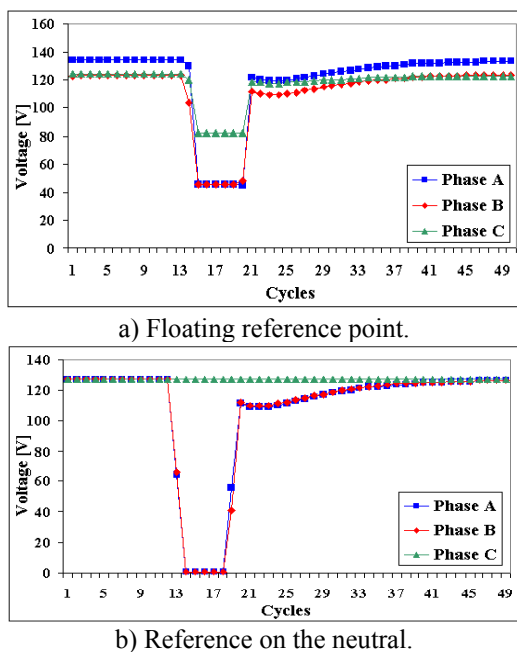 Voltage [V]
160
140
120
100
80
60
40
20
0
1 5 9 13 17 21 25 29 33 37 41 45 49
Cycles
Phase A
Phase B
Phase C
a) Floating reference point.
Voltage [V]
140
120
100
80
60
40
20
0
1 5 9 13 17 21 25 29 33 37 41 45 49
Cycles
Phase A
Phase B
Phase C
b) Reference on the neutral.